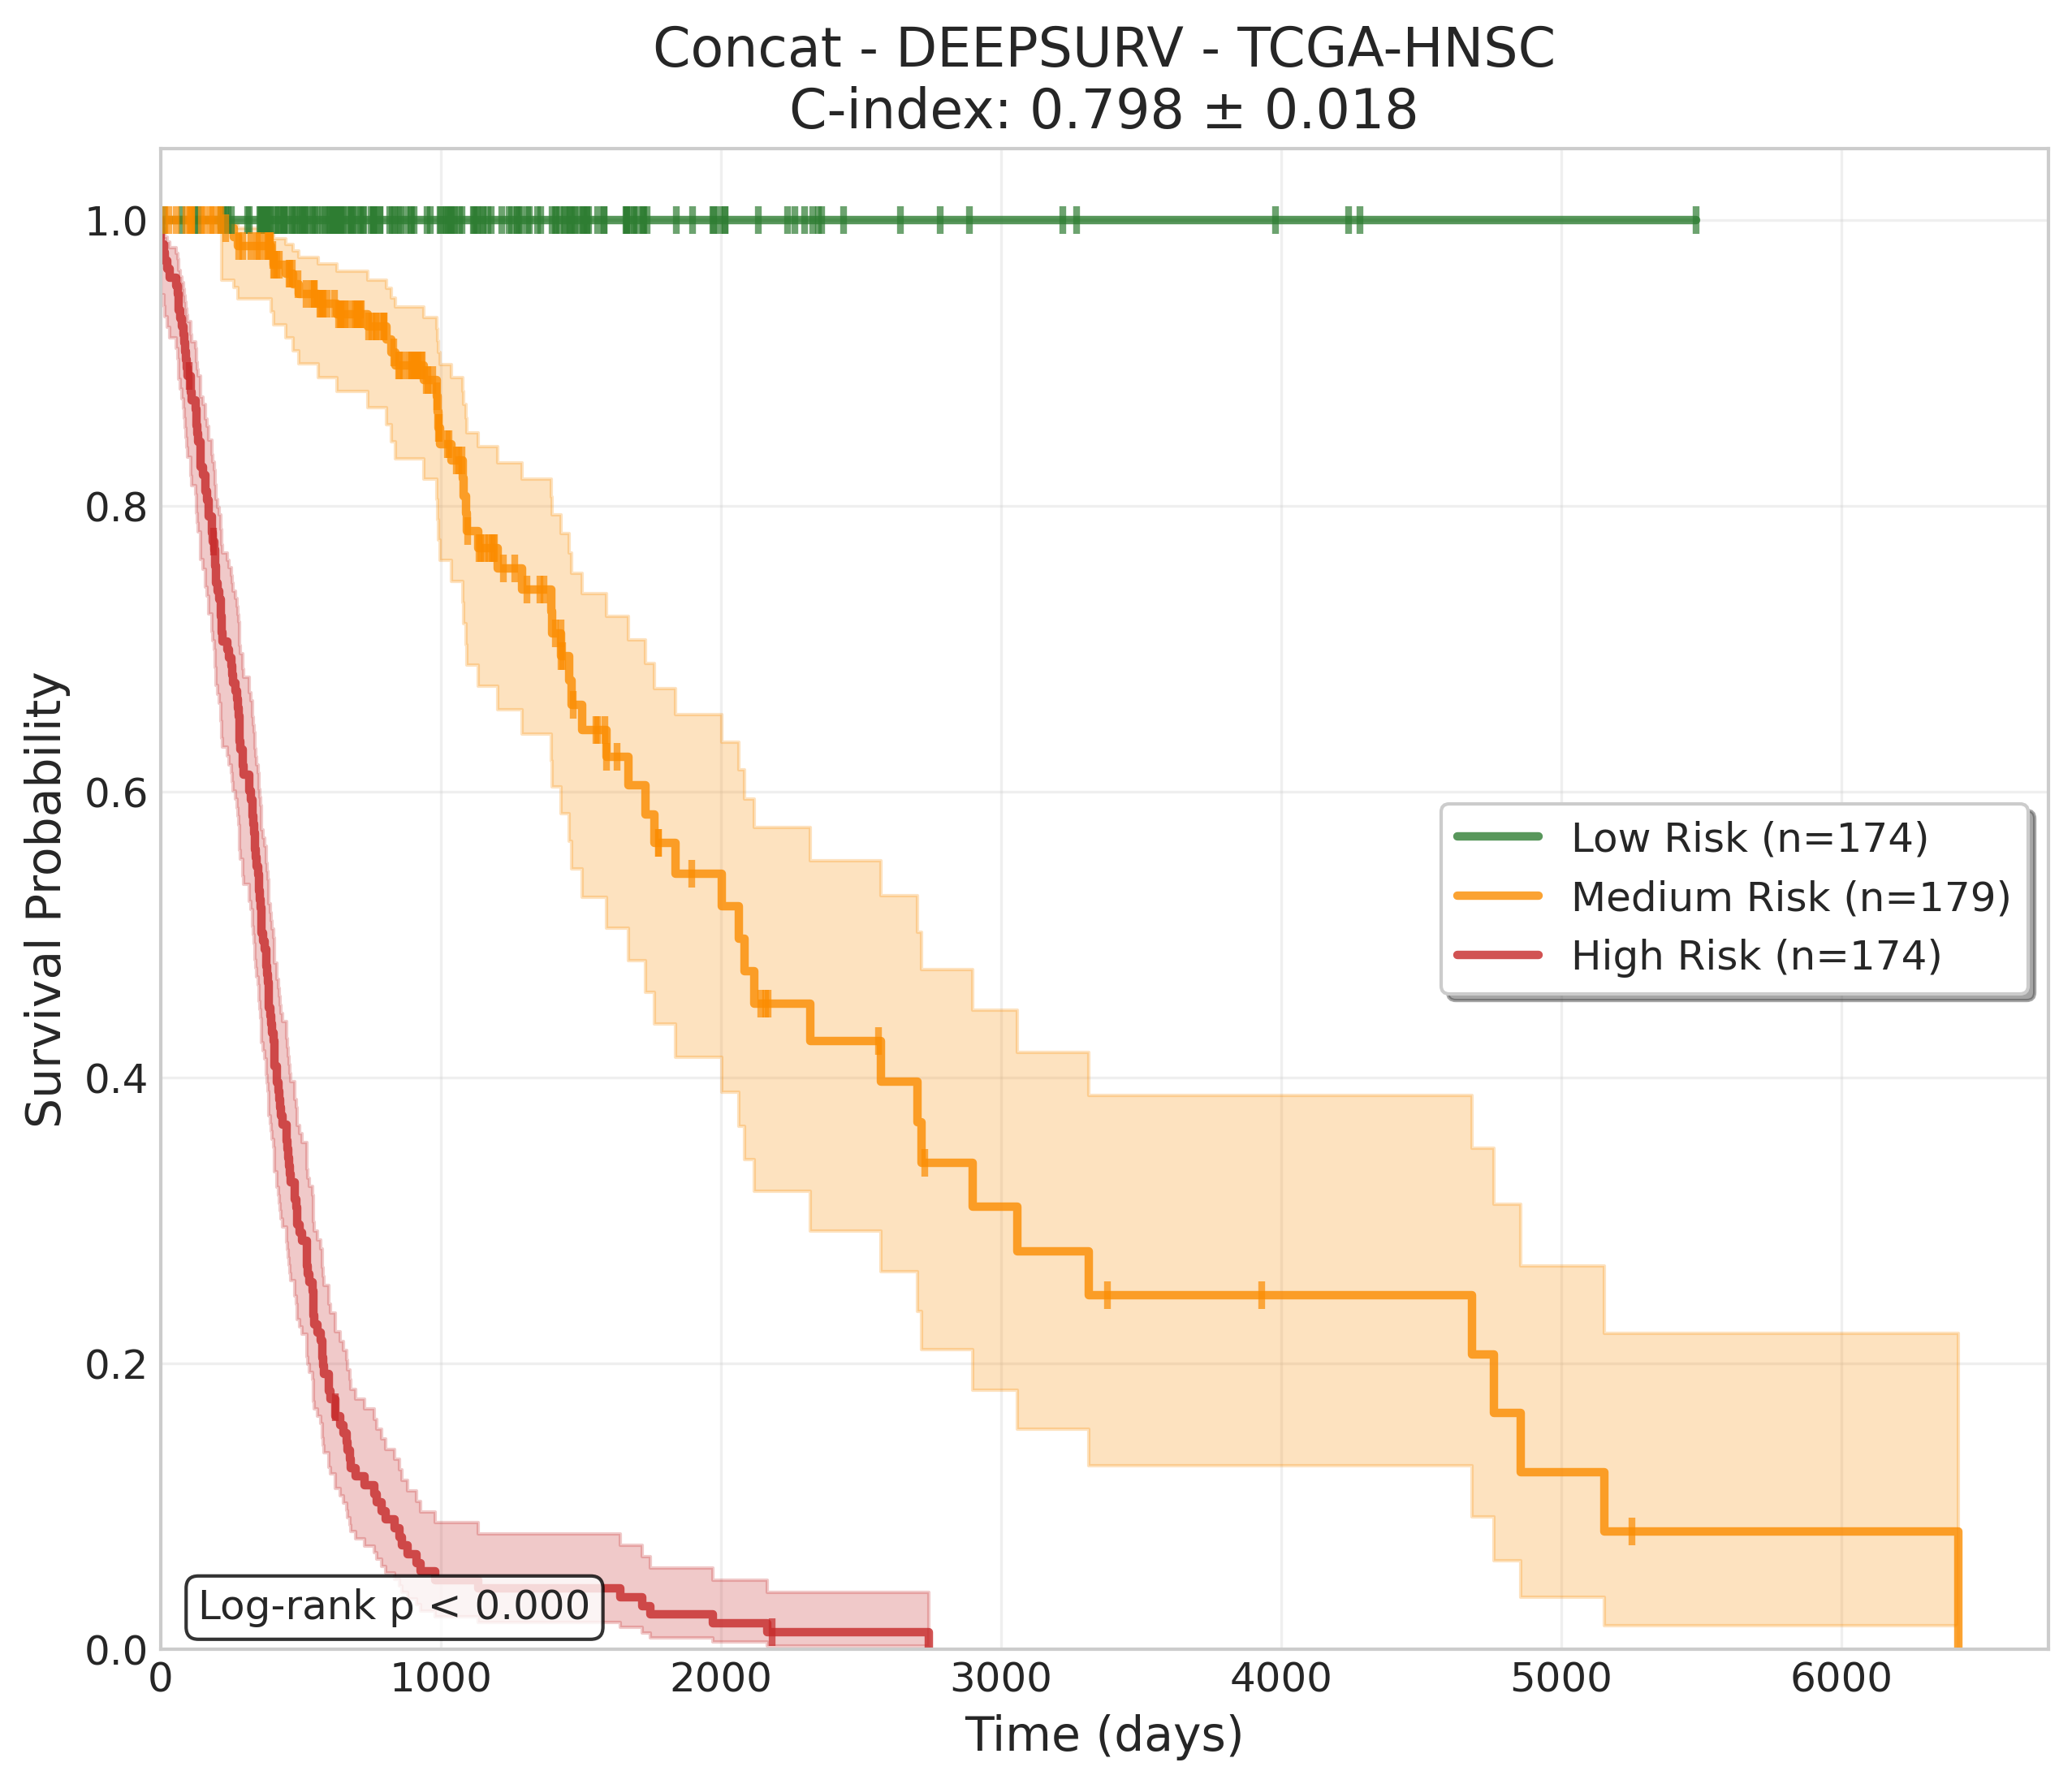 Concat - DEEPSURV - TCGA-HNSC
C-index: 0.798 ± 0.018
Survival Probability
1.0
0.8
0.6
0.4
0.2
0.0
Low Risk (n=174)
Medium Risk (n=179)
High Risk (n=174)
Log-rank p < 0.000
0 1000 2000 3000 4000 5000 6000
Time (days)